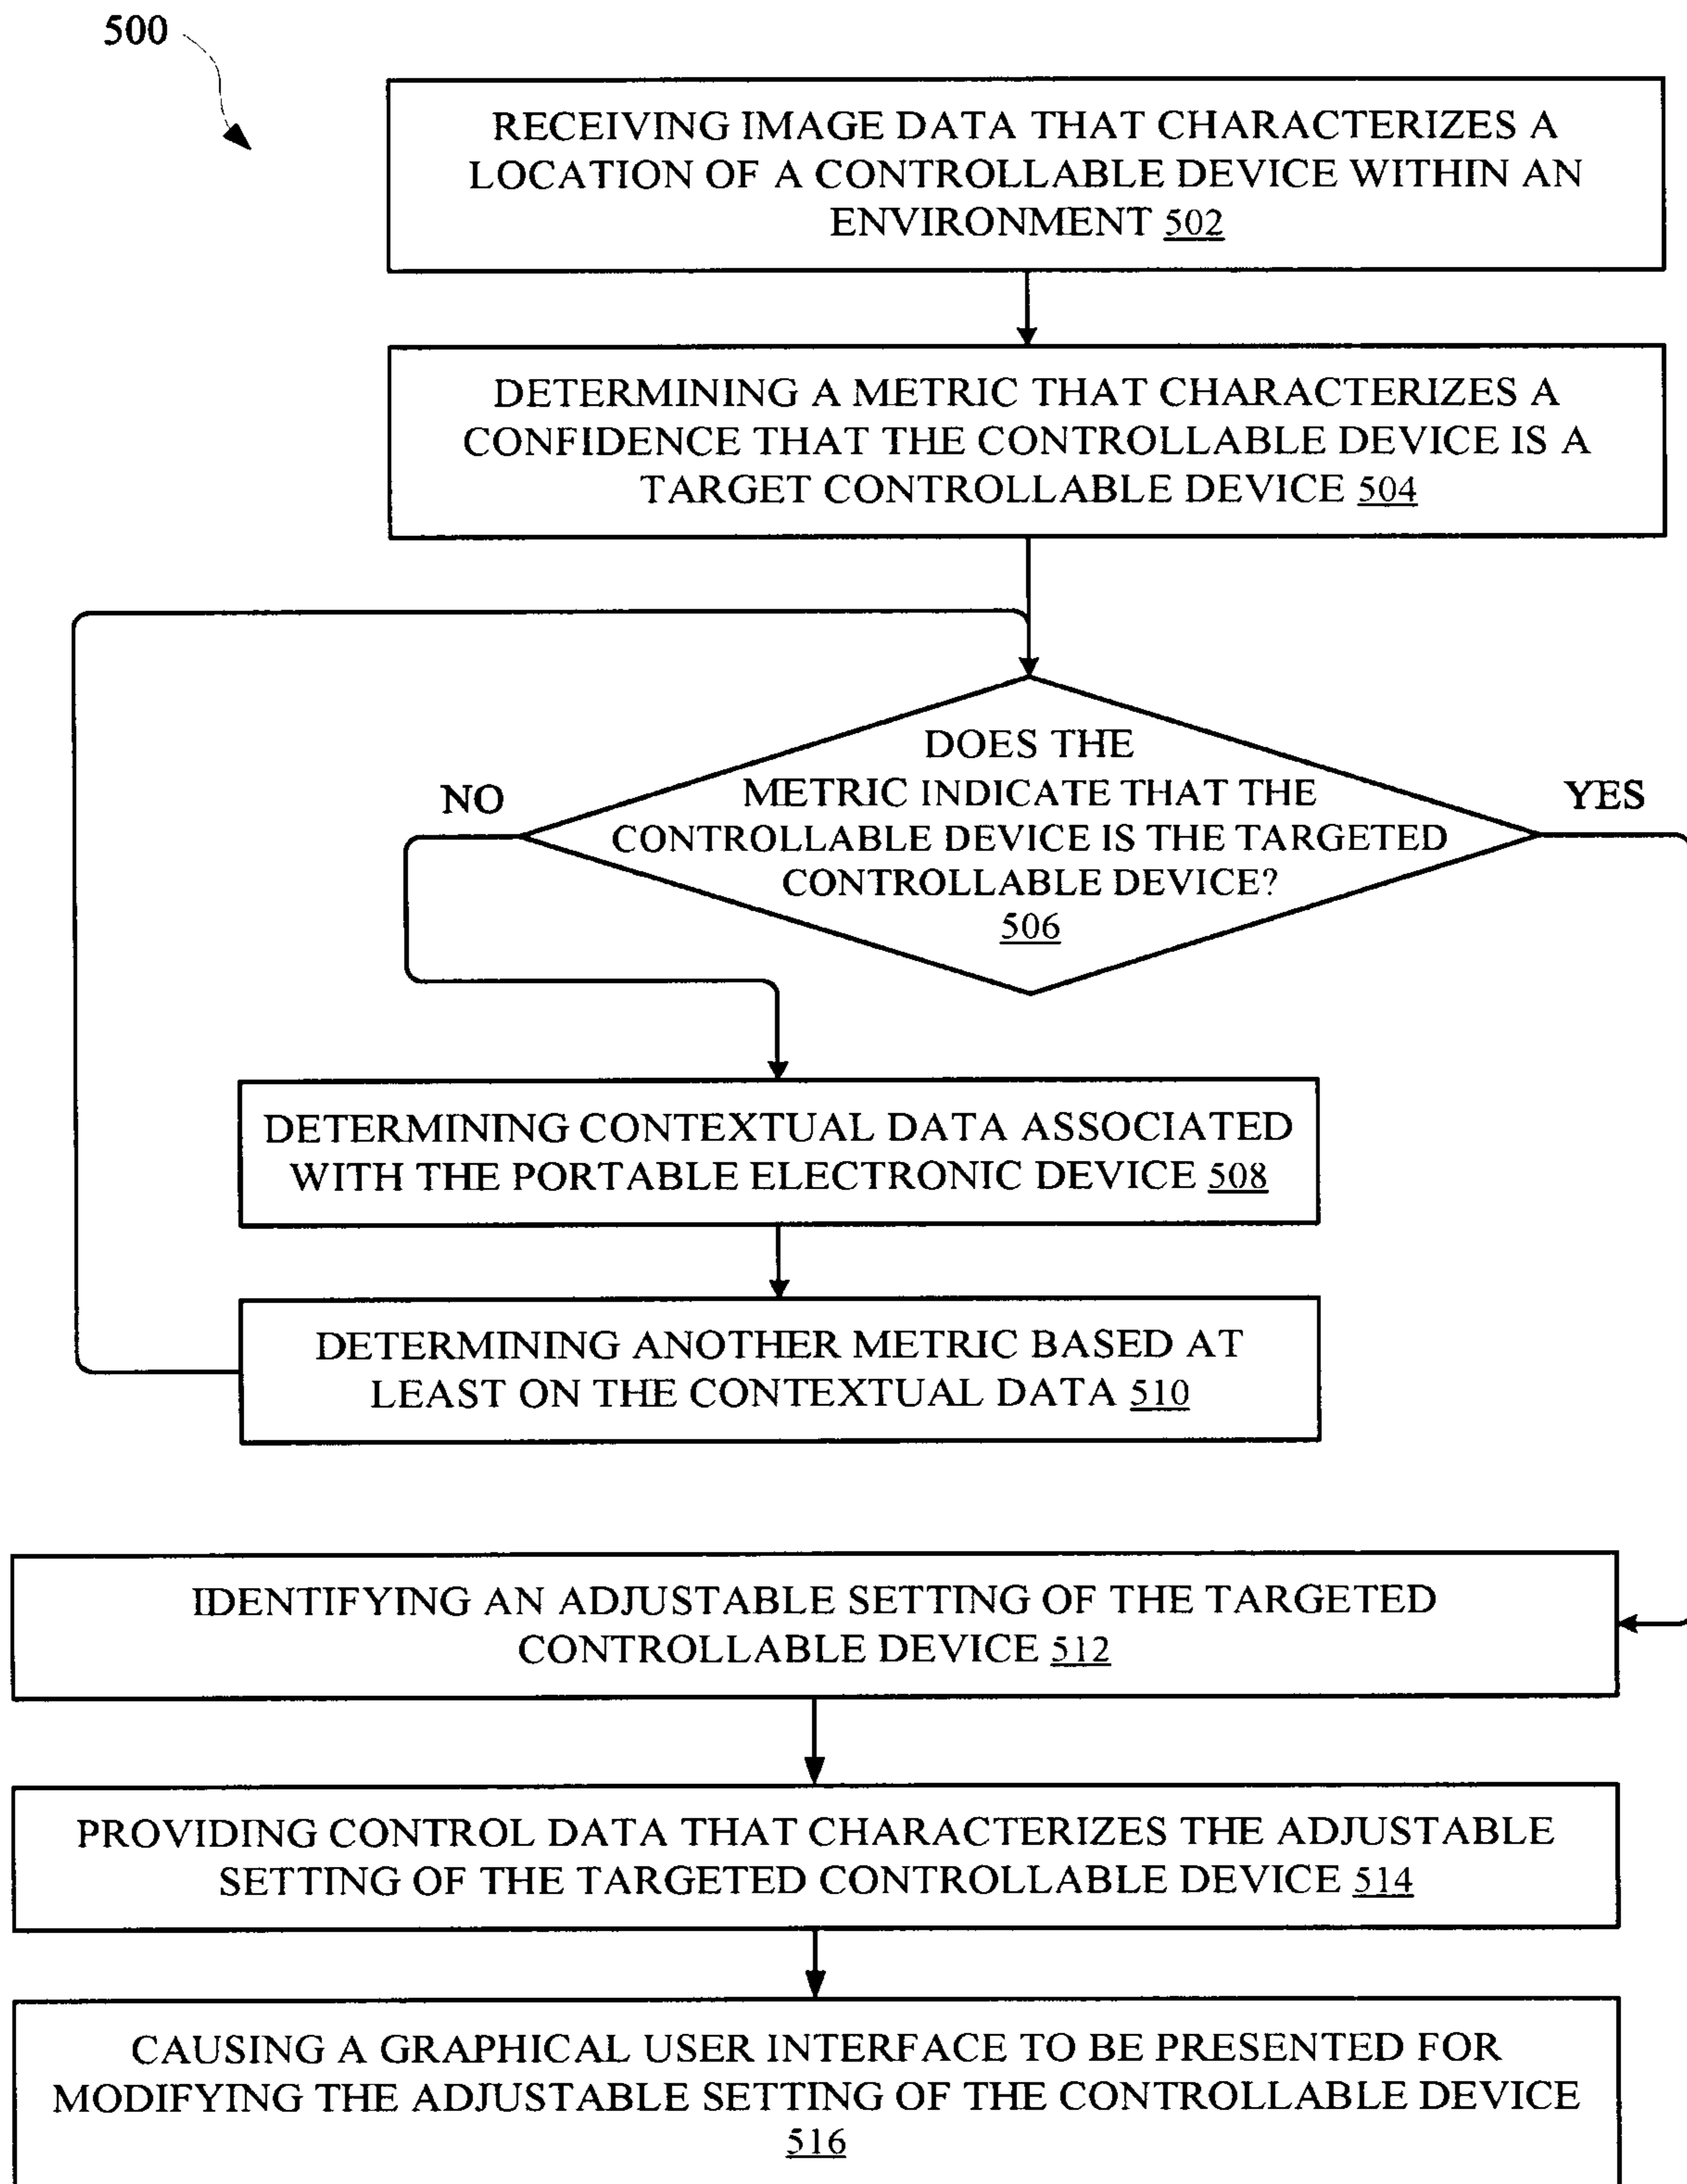 500
RECEIVING IMAGE DATA THAT CHARACTERIZES A
LOCATION OF A CONTROLLABLE DEVICE WITHIN AN
ENVIRONMENT 502
DETERMINING A METRIC THAT CHARACTERIZES A
CONFIDENCE THAT THE CONTROLLABLE DEVICE IS A
TARGET CONTROLLABLE DEVICE 504
DOES THE
METRIC INDICATE THAT THE
CONTROLLABLE DEVICE IS THE TARGETED
CONTROLLABLE DEVICE?
506
NO
YES
DETERMINING CONTEXTUAL DATA ASSOCIATED
WITH THE PORTABLE ELECTRONIC DEVICE 508
DETERMINING ANOTHER METRIC BASED AT
LEAST ON THE CONTEXTUAL DATA 510
IDENTIFYING AN ADJUSTABLE SETTING OF THE TARGETED
CONTROLLABLE DEVICE 512
PROVIDING CONTROL DATA THAT CHARACTERIZES THE ADJUSTABLE
SETTING OF THE TARGETED CONTROLLABLE DEVICE 514
CAUSING A GRAPHICAL USER INTERFACE TO BE PRESENTED FOR
MODIFYING THE ADJUSTABLE SETTING OF THE CONTROLLABLE DEVICE
516